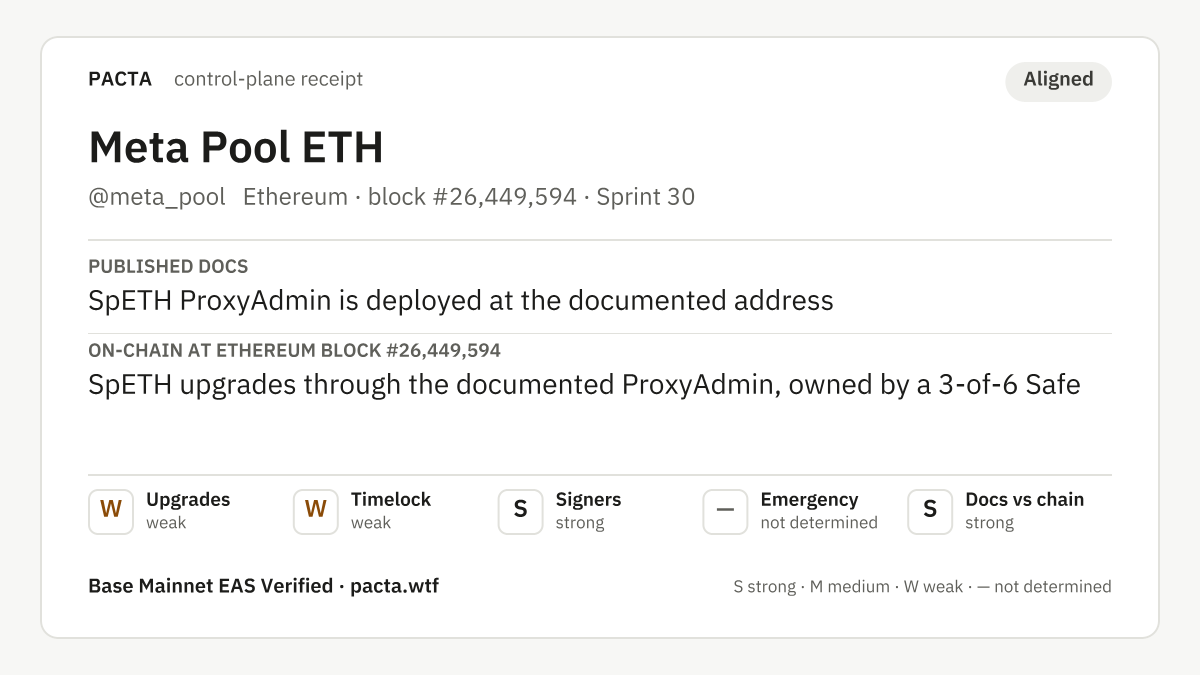 PACTA control-plane receipt
Aligned
Meta Pool ETH
@meta_pool Ethereum · block #26,449,594 · Sprint 30
PUBLISHED DOCS
SpETH ProxyAdmin is deployed at the documented address
ON-CHAIN AT ETHEREUM BLOCK #26,449,594
SpETH upgrades through the documented ProxyAdmin, owned by a 3-of-6 Safe
W Upgrades
weak
W Timelock
weak
S Signers
strong
— Emergency
not determined
S Docs vs chain
strong
Base Mainnet EAS Verified · pacta.wtf
S strong · M medium · W weak · — not determined